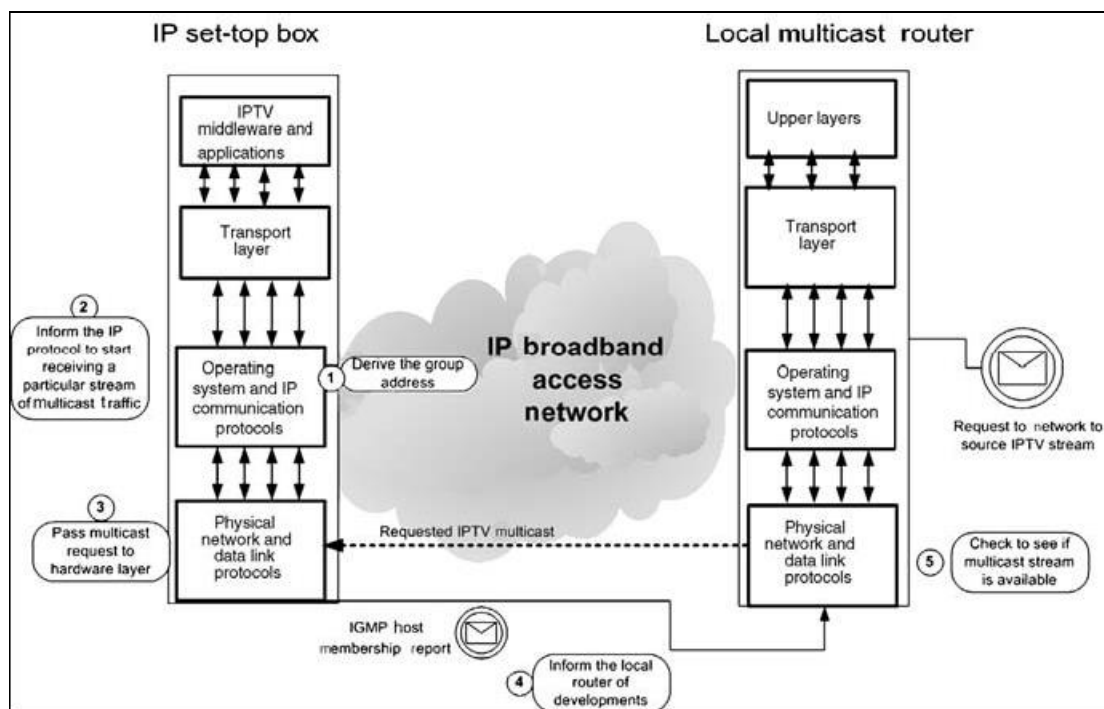 IP set-top box
Local multicast router
IPTV
middleware and
applications
Upper layers
Transport
layer
Transport
layer
2
Inform the IP
protocol to start
receiving a
particular stream
of multicast traffic
Operating
system and IP
communication
protocols
1
Derive the group
address
IP broadband
access
network
Operating
system and IP
communication
protocols
Request to network to
source IPTV stream
3
Pass multicast
request to
hardware layer
Physical
network and
data link
protocols
Requested IPTV multicast
Physical
network and
data link
protocols
5
Check to see if
multicast stream
is available
IGMP host
membership report
4
Inform the local
router of
developments